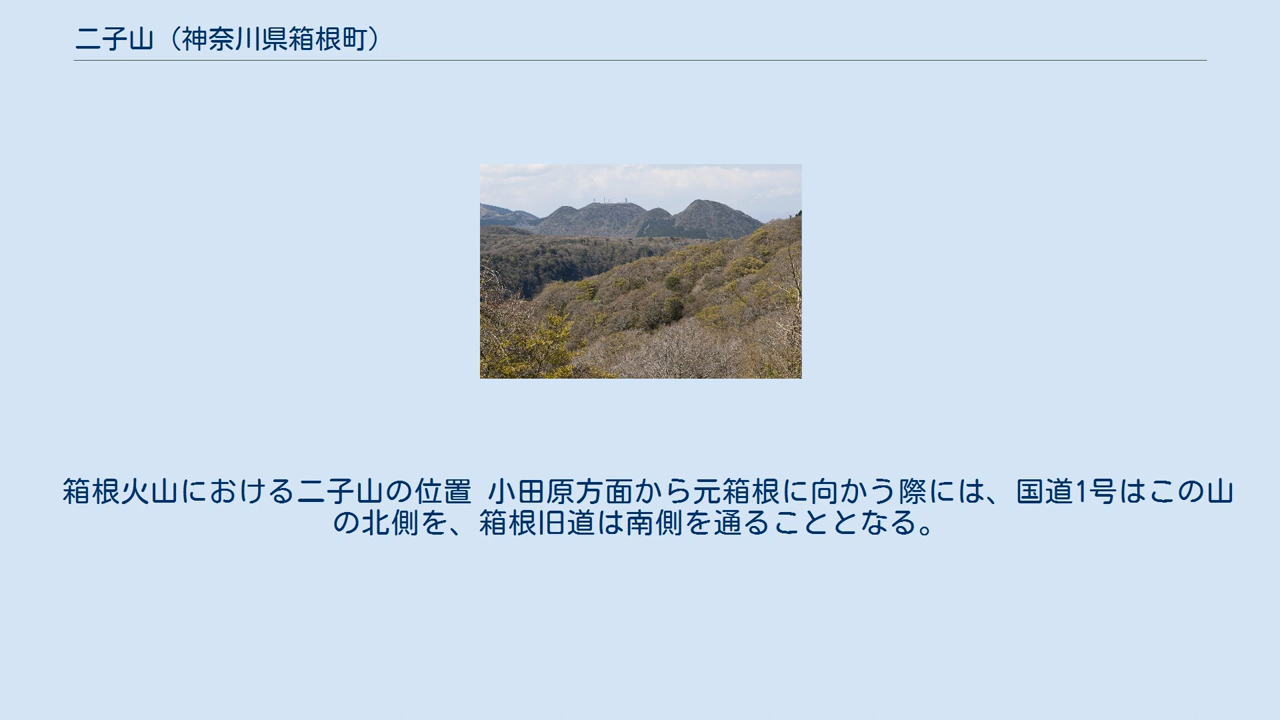 二子山（神奈川県箱根町）
箱根火山における二子山の位置 小田原方面から元箱根に向かう際には、国道1号はこの山
の北側を、箱根旧道は南側を通ることとなる。